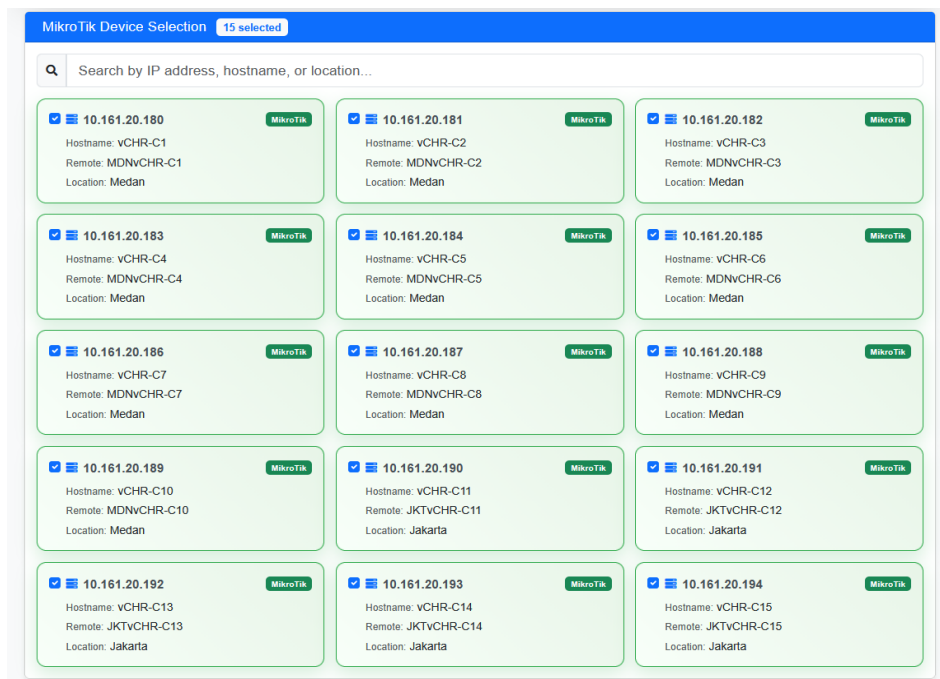 MikroTik Device Selection 15 selected
Search by IP address, hostname, or location...
10.161.20.180 MikroTik
Hostname: vCHR-C1
Remote: MDNvCHR-C1
Location: Medan
10.161.20.181 MikroTik
Hostname: vCHR-C2
Remote: MDNvCHR-C2
Location: Medan
10.161.20.182 MikroTik
Hostname: vCHR-C3
Remote: MDNvCHR-C3
Location: Medan
10.161.20.183 MikroTik
Hostname: vCHR-C4
Remote: MDNvCHR-C4
Location: Medan
10.161.20.184 MikroTik
Hostname: vCHR-C5
Remote: MDNvCHR-C5
Location: Medan
10.161.20.185 MikroTik
Hostname: vCHR-C6
Remote: MDNvCHR-C6
Location: Medan
10.161.20.186 MikroTik
Hostname: vCHR-C7
Remote: MDNvCHR-C7
Location: Medan
10.161.20.187 MikroTik
Hostname: vCHR-C8
Remote: MDNvCHR-C8
Location: Medan
10.161.20.188 MikroTik
Hostname: vCHR-C9
Remote: MDNvCHR-C9
Location: Medan
10.161.20.189 MikroTik
Hostname: vCHR-C10
Remote: MDNvCHR-C10
Location: Medan
10.161.20.190 MikroTik
Hostname: vCHR-C11
Remote: JKTvCHR-C11
Location: Jakarta
10.161.20.191 MikroTik
Hostname: vCHR-C12
Remote: JKTvCHR-C12
Location: Jakarta
10.161.20.192 MikroTik
Hostname: vCHR-C13
Remote: JKTvCHR-C13
Location: Jakarta
10.161.20.193 MikroTik
Hostname: vCHR-C14
Remote: JKTvCHR-C14
Location: Jakarta
10.161.20.194 MikroTik
Hostname: vCHR-C15
Remote: JKTvCHR-C15
Location: Jakarta